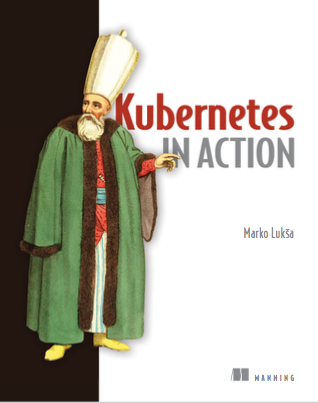 Kubernetes
IN ACTION
Marko Lukša
MANNING